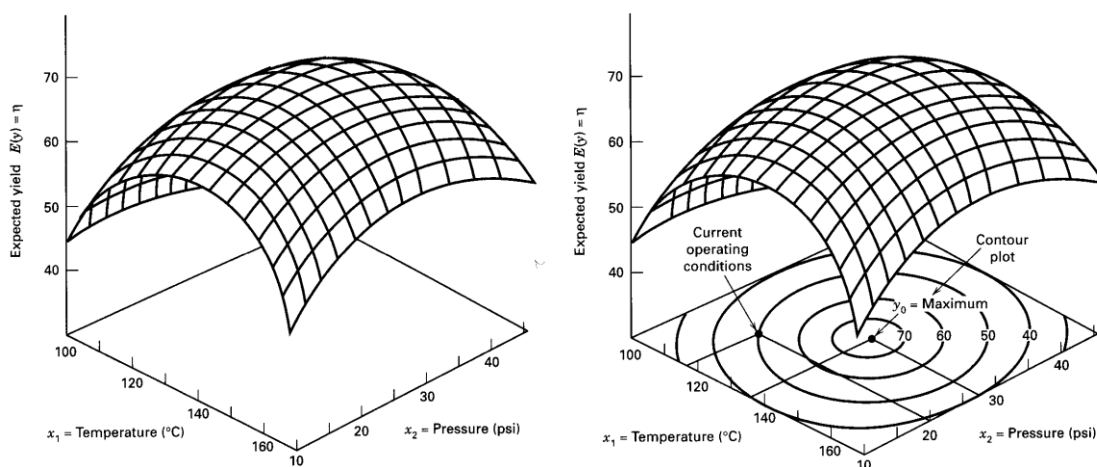 70
60
50
40
Expected yield E(y) = η
100
120
140
160
x₁ = Temperature (°C)
10
20
30
40
x₂ = Pressure (psi)
70
60
50
40
Expected yield E(y) = η
Current
operating
conditions
Contour
plot
y₀ = Maximum
70
60
50
40
100
120
140
160
x₁ = Temperature (°C)
10
20
30
40
x₂ = Pressure (psi)